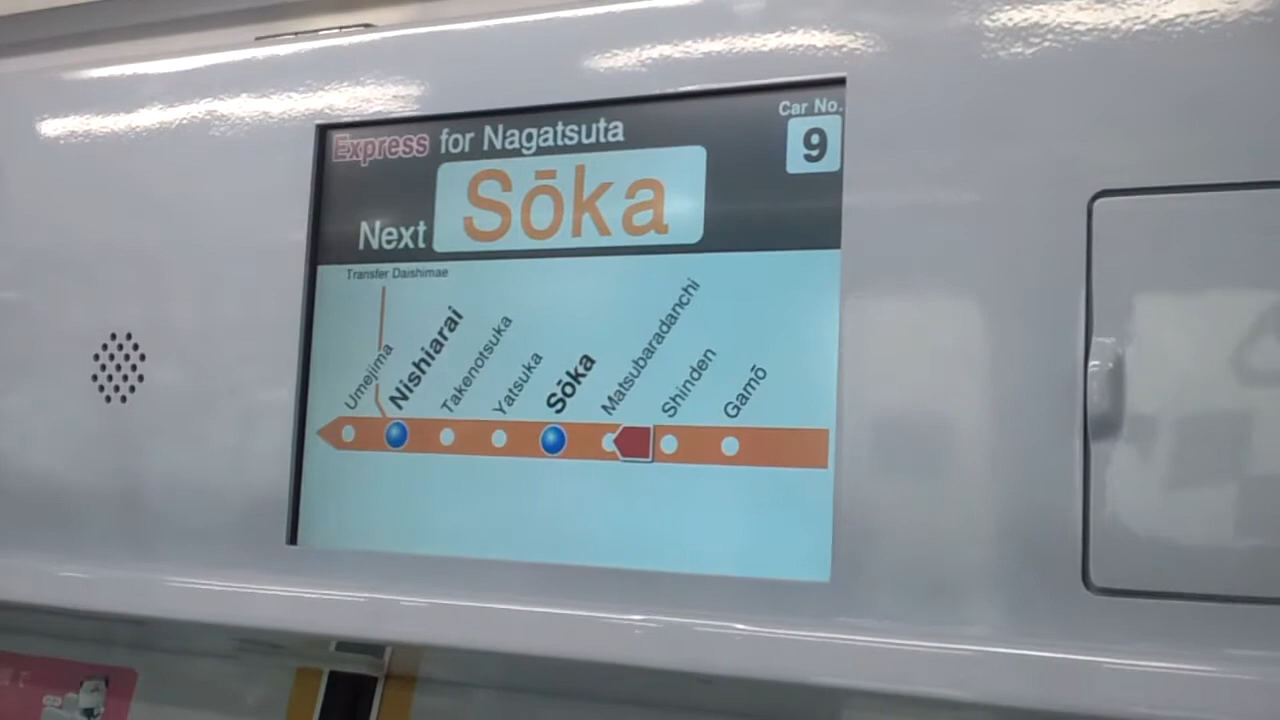 Car No.
Express for Nagatsuta
9
Next Sōka
Transfer Daishimae
Umejima
Nishiarai
Takenotsuka
Yatsuka
Sōka
Matsubaradanchi
Shinden
Gamō